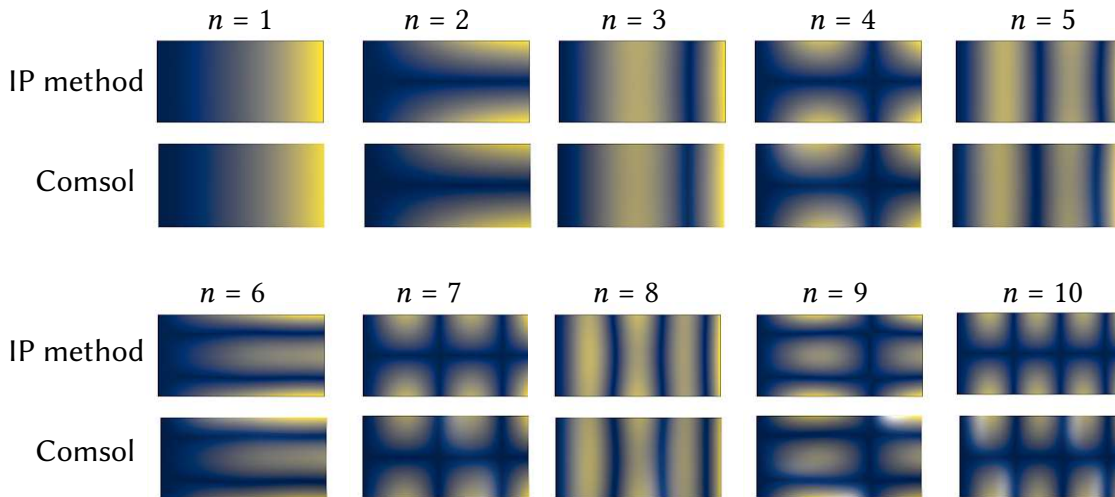 n = 1 n = 2 n = 3 n = 4 n = 5
IP method
Comsol
n = 6 n = 7 n = 8 n = 9 n = 10
IP method
Comsol